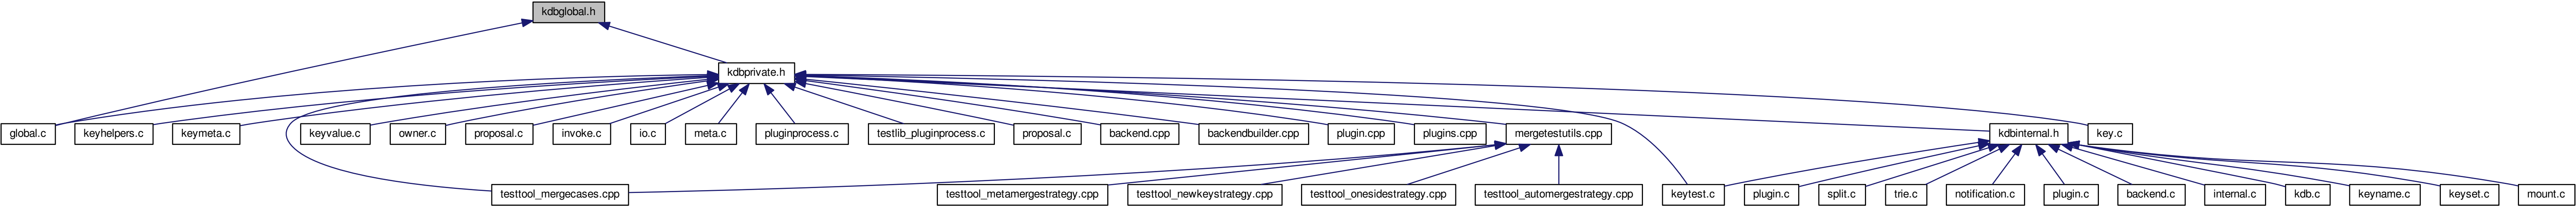 kdbglobal.h
kdbprivate.h
global.c
keyhelpers.c
keymeta.c
keyvalue.c
owner.c
proposal.c
invoke.c
io.c
meta.c
pluginprocess.c
testlib_pluginprocess.c
proposal.c
backend.cpp
backendbuilder.cpp
plugin.cpp
plugins.cpp
mergetestutils.cpp
kdbinternal.h
key.c
testtool_mergecases.cpp
testtool_metamergestrategy.cpp
testtool_newkeystrategy.cpp
testtool_onesidestrategy.cpp
testtool_automergestrategy.cpp
keytest.c
plugin.c
split.c
trie.c
notification.c
plugin.c
backend.c
internal.c
kdb.c
keyname.c
keyset.c
mount.c